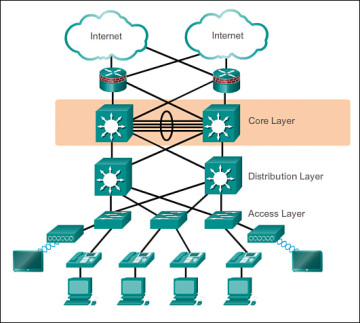 Internet
Internet
Core Layer
Distribution Layer
Access Layer